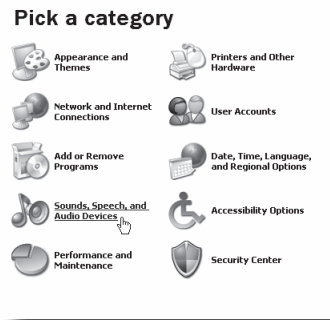 Pick a category
Appearance and
Themes
Printers and Other
Hardware
Network and Internet
Connections
User Accounts
Add or Remove
Programs
Date, Time, Language,
and Regional Options
Sounds, Speech, and
Audio Devices
Accessibility Options
Performance and
Maintenance
Security Center